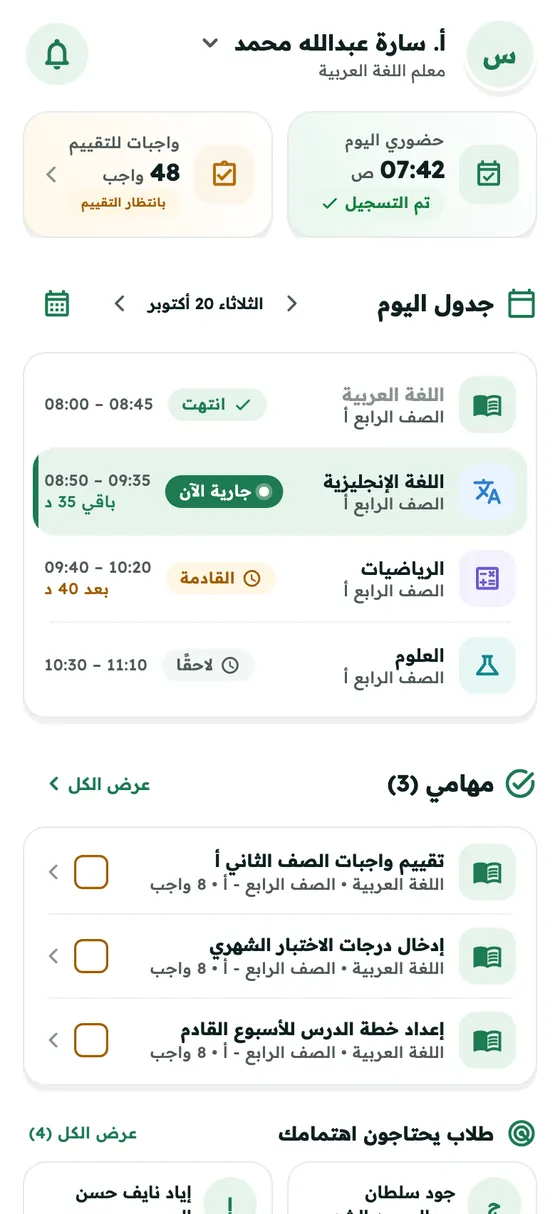 س
أ. سارة عبدالله محمد
معلم اللغة العربية
حضوري اليوم
07:42 ص
تم التسجيل
واجبات للتقييم
48 واجب
بانتظار التقييم
جدول اليوم
الثلاثاء 20 أكتوبر
اللغة العربية
الصف الرابع أ
انتهت
08:00 – 08:45
اللغة الإنجليزية
الصف الرابع أ
جارية الآن
08:50 – 09:35
باقي 35 د
الرياضيات
الصف الرابع أ
القادمة
09:40 – 10:20
بعد 40 د
العلوم
الصف الرابع أ
لاحقًا
10:30 – 11:10
مهامي (3)
عرض الكل
تقييم واجبات الصف الثاني أ
اللغة العربية • الصف الرابع - أ • 8 واجب
إدخال درجات الاختبار الشهري
اللغة العربية • الصف الرابع - أ • 8 واجب
إعداد خطة الدرس للأسبوع القادم
اللغة العربية • الصف الرابع - أ • 8 واجب
طلاب يحتاجون اهتمامك
عرض الكل (4)
جود سلطان
إياد نايف حسن